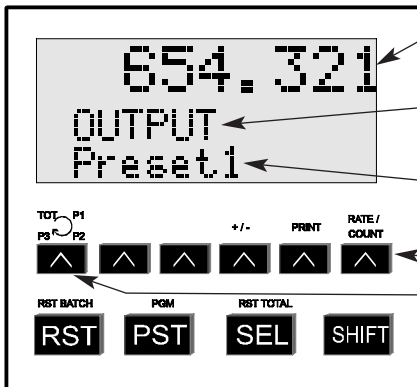 654.321
OUTPUT
Preset1
TOT P1
P3 P2
+/-
PRINT
RATE /
COUNT
RST BATCH
PGM
RST TOTAL
RST
PST
SEL
SHIFT